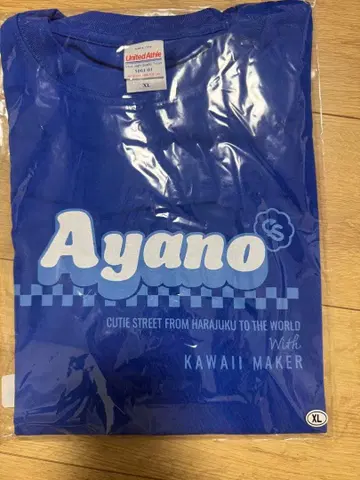 United Athle
XL
Ayano
CS
CUTIE STREET FROM HARAJUKU TO THE WORLD
With
KAWAII MAKER
XL